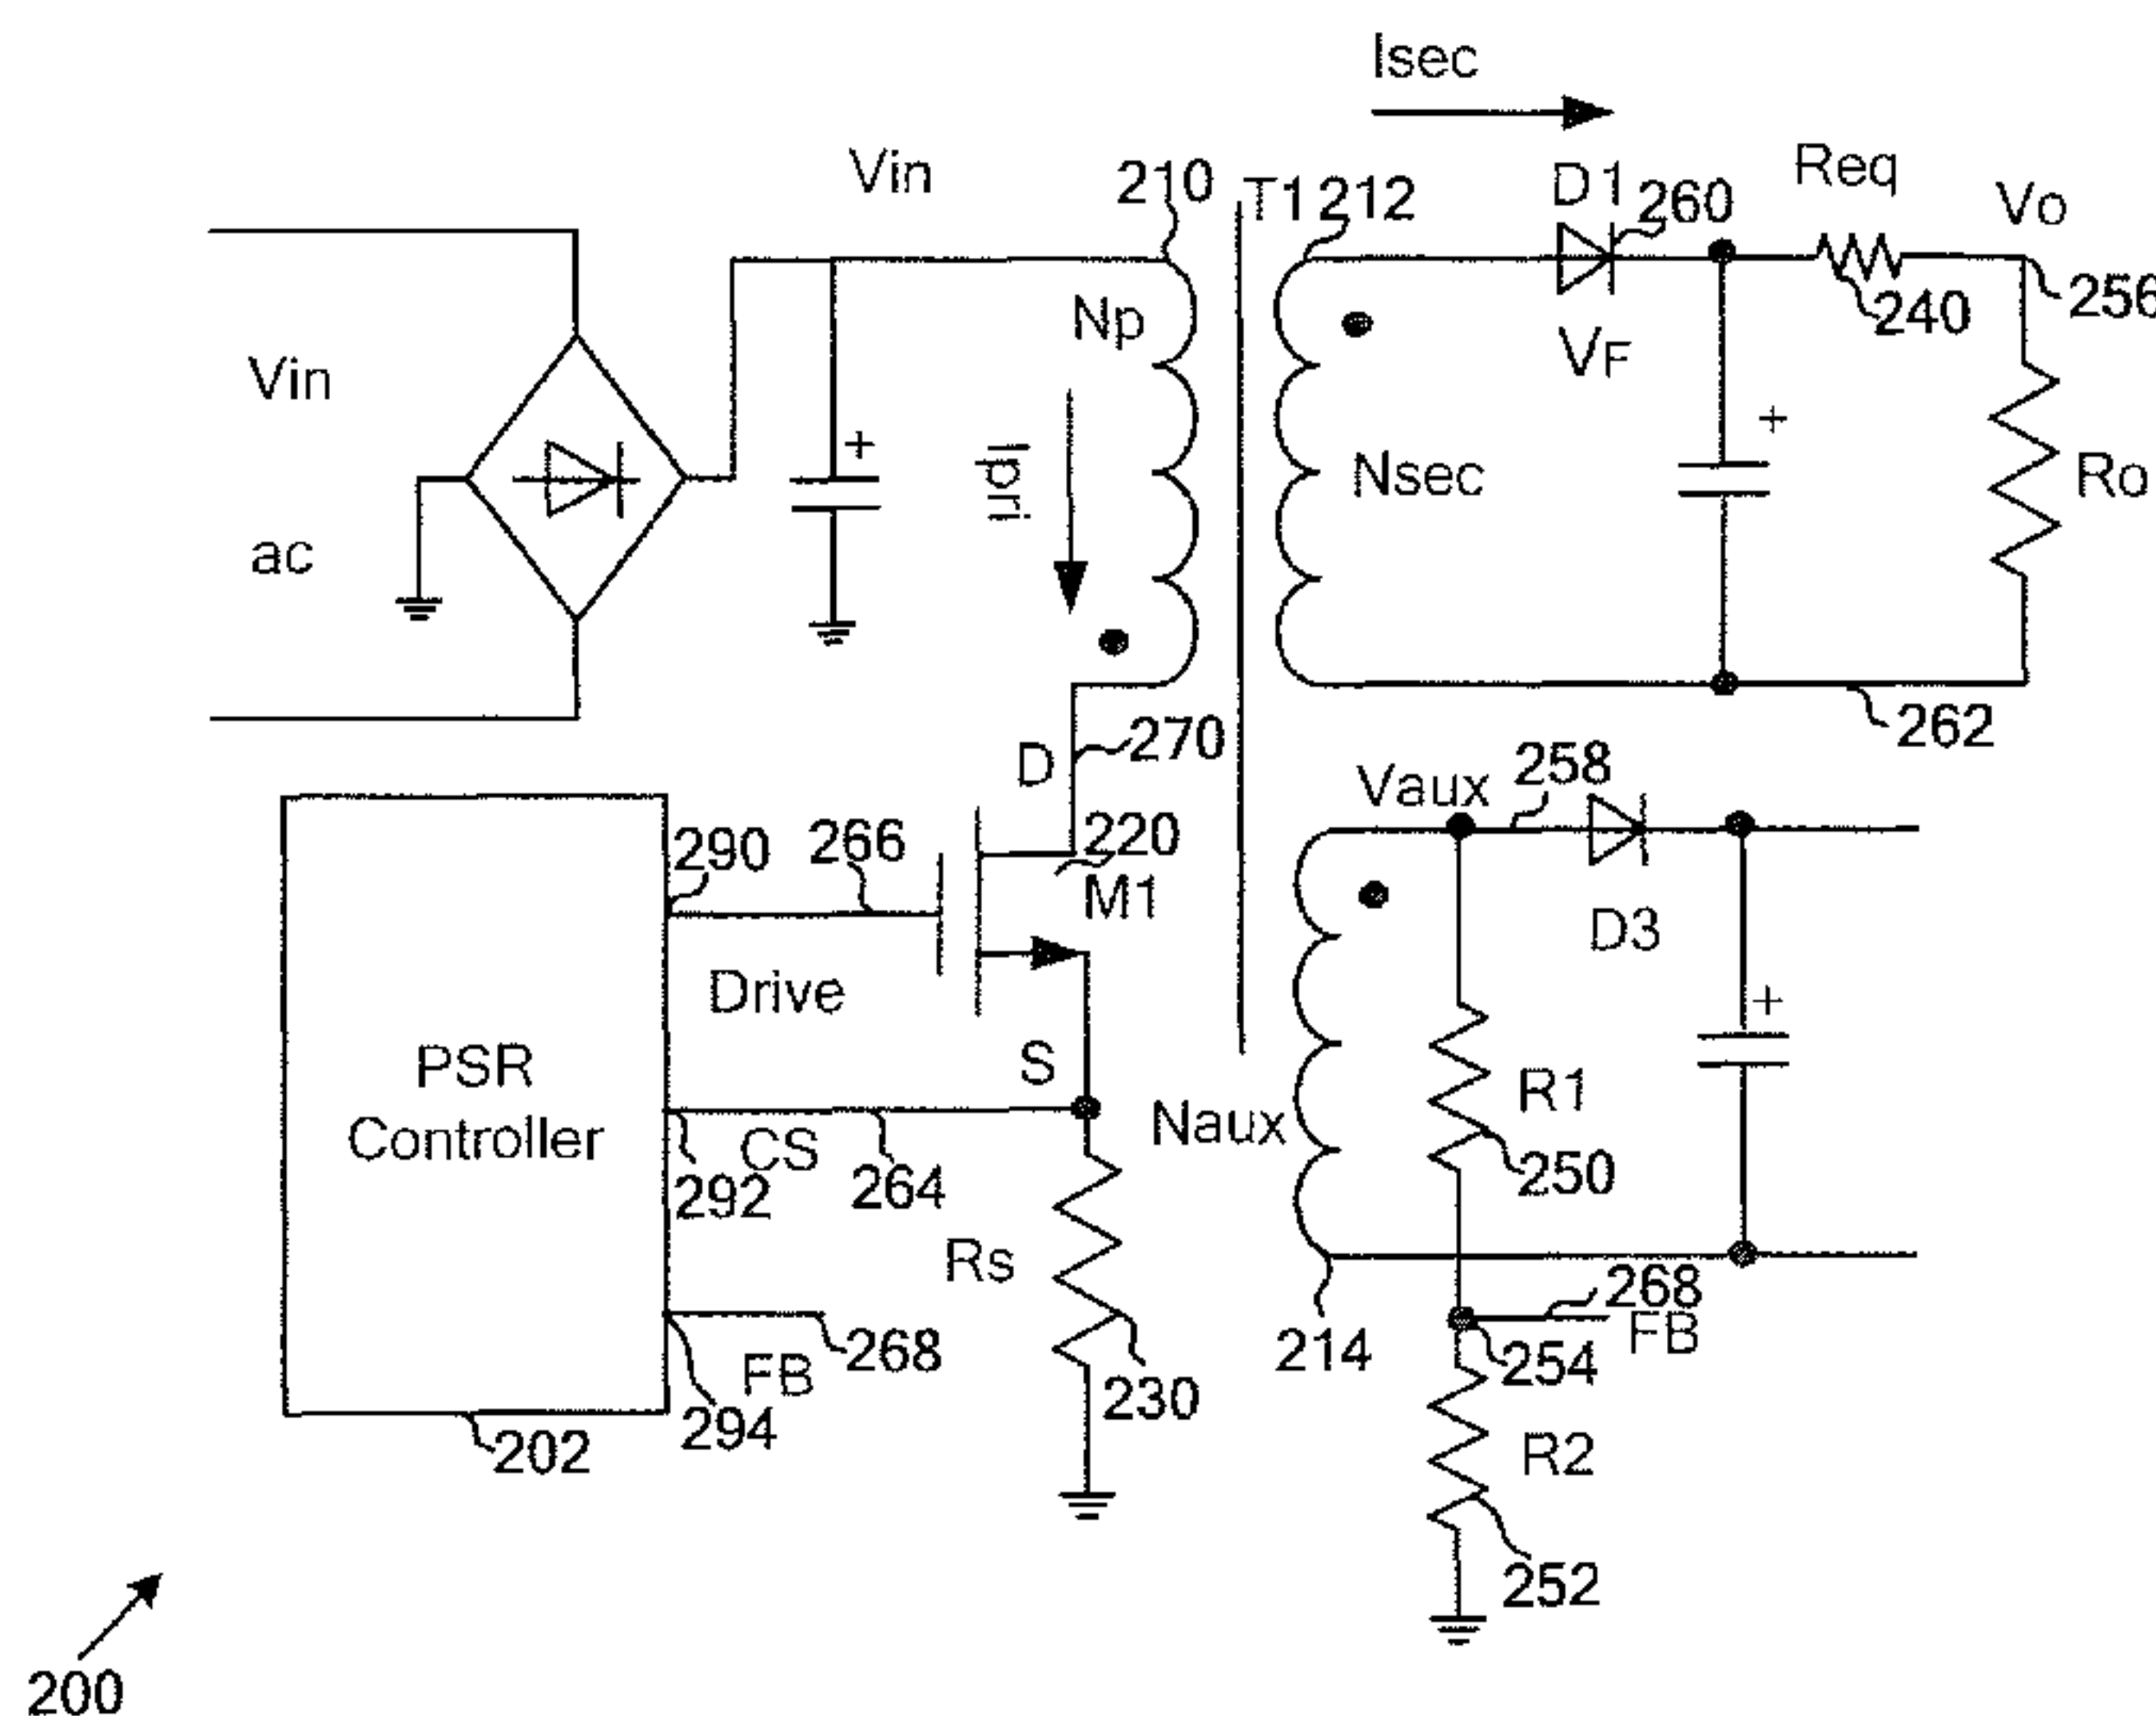 Isec
Vin
210
T1
212
D1
260
Req
Vo
256
240
Np
VF
Vin
Ipri
Nsec
Ro
ac
262
D
270
Vaux
258
290
266
220
M1
D3
Drive
S
PSR
Controller
R1
Naux
CS
292
264
250
Rs
268
FB
268
FB
214
254
230
294
202
R2
252
200